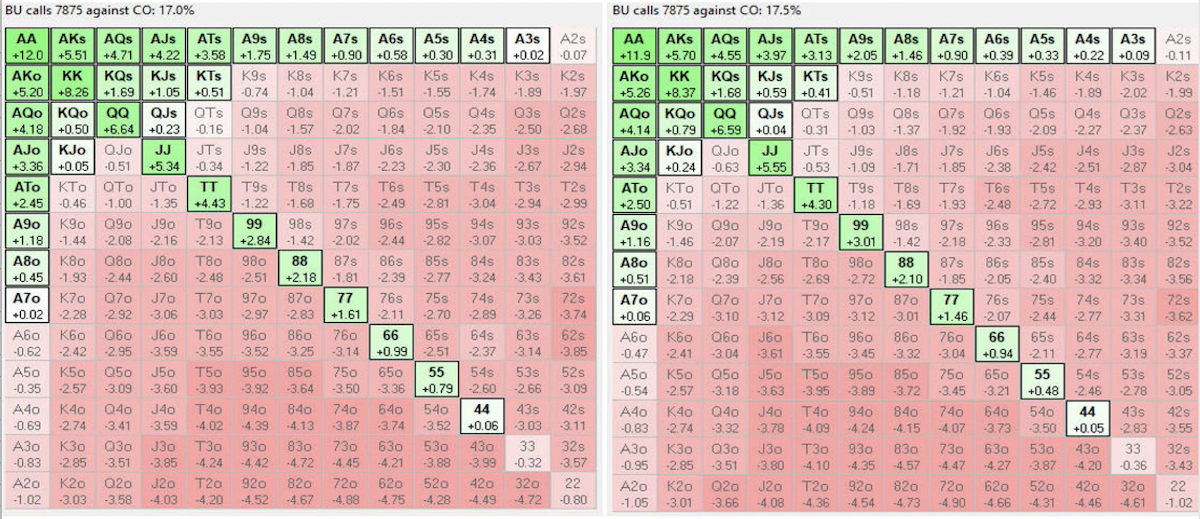 BU calls 7875 against CO: 17.0%
AA AKs AQs AJs ATs A9s A8s A7s A6s A5s A4s A3s A2s
+12.0 +5.51 +4.71 +4.22 +3.58 +1.75 +1.49 +0.90 +0.58 +0.30 +0.31 +0.02 -0.07
AKo KK KQs KJs KTs K9s K8s K7s K6s K5s K4s K3s K2s
+5.20 +8.26 +1.69 +1.05 +0.51 -0.74 -1.04 -1.21 -1.51 -1.55 -1.74 -1.89 -1.97
AQo KQo QQ QJs QTs Q9s Q8s Q7s Q6s Q5s Q4s Q3s Q2s
+4.18 +0.50 +6.64 +0.23 -0.16 -1.04 -1.57 -2.02 -1.84 -2.10 -2.35 -2.50 -2.68
AJo KJo QJo JJ JTs J9s J8s J7s J6s J5s J4s J3s J2s
+3.36 +0.05 -0.51 +5.34 -0.34 -1.22 -1.85 -1.87 -2.23 -2.30 -2.36 -2.67 -2.94
ATo KTo QTo JTo TT T9s T8s T7s T6s T5s T4s T3s T2s
+2.45 -0.46 -1.00 -1.35 +4.43 -1.22 -1.68 -1.75 -2.49 -2.81 -3.04 -2.94 -2.99
A9o K9o Q9o J9o T9o 99 98s 97s 96s 95s 94s 93s 92s
+1.18 -1.44 -2.08 -2.16 -2.13 +2.84 -1.42 -2.02 -2.44 -2.82 -3.07 -3.03 -3.52
A8o K8o Q8o J8o T8o 98o 88 87s 86s 85s 84s 83s 82s
+0.45 -1.93 -2.44 -2.60 -2.48 -2.51 +2.18 -1.81 -2.39 -2.77 -3.24 -3.43 -3.61
A7o K7o Q7o J7o T7o 97o 87o 77 76s 75s 74s 73s 72s
+0.02 -2.28 -2.92 -3.06 -3.03 -2.97 -2.83 +1.61 -2.11 -2.70 -2.89 -3.26 -3.74
A6o K6o Q6o J6o T6o 96o 86o 76o 66 65s 64s 63s 62s
-0.62 -2.42 -2.95 -3.59 -3.55 -3.52 -3.25 -3.14 +0.99 -2.51 -2.37 -3.14 -3.85
A5o K5o Q5o J5o T5o 95o 85o 75o 65o 55 54s 53s 52s
-0.35 -2.57 -3.09 -3.60 -3.93 -3.92 -3.64 -3.50 -3.36 +0.79 -2.60 -2.66 -3.09
A4o K4o Q4o J4o T4o 94o 84o 74o 64o 54o 44 43s 42s
-0.69 -2.74 -3.41 -3.59 -4.02 -4.39 -4.13 -3.87 -3.74 -3.52 +0.06 -3.03 -3.11
A3o K3o Q3o J3o T3o 93o 83o 73o 63o 53o 43o 33 32s
-0.83 -2.85 -3.51 -3.85 -4.24 -4.42 -4.72 -4.45 -4.21 -3.88 -3.99 -0.32 -3.57
A2o K2o Q2o J2o T2o 92o 82o 72o 62o 52o 42o 32o 22
-1.02 -3.03 -3.58 -4.03 -4.20 -4.52 -4.67 -4.88 -4.75 -4.30 -4.49 -4.72 -0.80
BU calls 7875 against CO: 17.5%
AA AKs AQs AJs ATs A9s A8s A7s A6s A5s A4s A3s A2s
+11.9 +5.70 +4.55 +3.97 +3.13 +2.05 +1.46 +0.90 +0.39 +0.33 +0.22 +0.09 -0.11
AKo KK KQs KJs KTs K9s K8s K7s K6s K5s K4s K3s K2s
+5.26 +8.37 +1.68 +0.59 +0.41 -0.51 -1.18 -1.21 -1.04 -1.46 -1.89 -2.02 -1.99
AQo KQo QQ QJs QTs Q9s Q8s Q7s Q6s Q5s Q4s Q3s Q2s
+4.14 +0.79 +6.59 +0.04 -0.31 -1.03 -1.37 -1.92 -1.93 -2.09 -2.27 -2.37 -2.63
AJo KJo QJo JJ JTs J9s J8s J7s J6s J5s J4s J3s J2s
+3.34 +0.24 -0.63 +5.55 -0.53 -1.09 -1.71 -1.85 -2.38 -2.42 -2.51 -2.87 -3.04
ATo KTo QTo JTo TT T9s T8s T7s T6s T5s T4s T3s T2s
+2.50 -0.51 -1.22 -1.36 +4.30 -1.18 -1.69 -1.93 -2.48 -2.72 -2.93 -3.11 -3.22
A9o K9o Q9o J9o T9o 99 98s 97s 96s 95s 94s 93s 92s
+1.16 -1.46 -2.07 -2.19 -2.17 +3.01 -1.42 -2.18 -2.33 -2.81 -3.20 -3.40 -3.52
A8o K8o Q8o J8o T8o 98o 88 87s 86s 85s 84s 83s 82s
+0.51 -2.18 -2.39 -2.56 -2.69 -2.72 +2.10 -1.85 -2.05 -2.40 -3.32 -3.34 -3.56
A7o K7o Q7o J7o T7o 97o 87o 77 76s 75s 74s 73s 72s
+0.06 -2.29 -3.10 -3.12 -3.09 -3.12 -3.01 +1.46 -2.07 -2.44 -2.77 -3.31 -3.62
A6o K6o Q6o J6o T6o 96o 86o 76o 66 65s 64s 63s 62s
-0.47 -2.41 -3.04 -3.61 -3.55 -3.45 -3.32 -3.04 +0.94 -2.11 -2.77 -3.19 -3.37
A5o K5o Q5o J5o T5o 95o 85o 75o 65o 55 54s 53s 52s
-0.54 -2.57 -3.18 -3.63 -3.95 -3.89 -3.72 -3.45 -3.21 +0.48 -2.46 -2.78 -3.05
A4o K4o Q4o J4o T4o 94o 84o 74o 64o 54o 44 43s 42s
-0.83 -2.74 -3.32 -3.78 -4.09 -4.24 -4.15 -4.07 -3.73 -3.50 +0.05 -2.83 -3.55
A3o K3o Q3o J3o T3o 93o 83o 73o 63o 53o 43o 33 32s
-0.95 -2.85 -3.51 -3.80 -4.10 -4.35 -4.57 -4.47 -4.27 -3.87 -4.20 -0.36 -3.43
A2o K2o Q2o J2o T2o 92o 82o 72o 62o 52o 42o 32o 22
-1.05 -3.01 -3.66 -4.08 -4.36 -4.54 -4.73 -4.90 -4.66 -4.31 -4.46 -4.61 -1.02